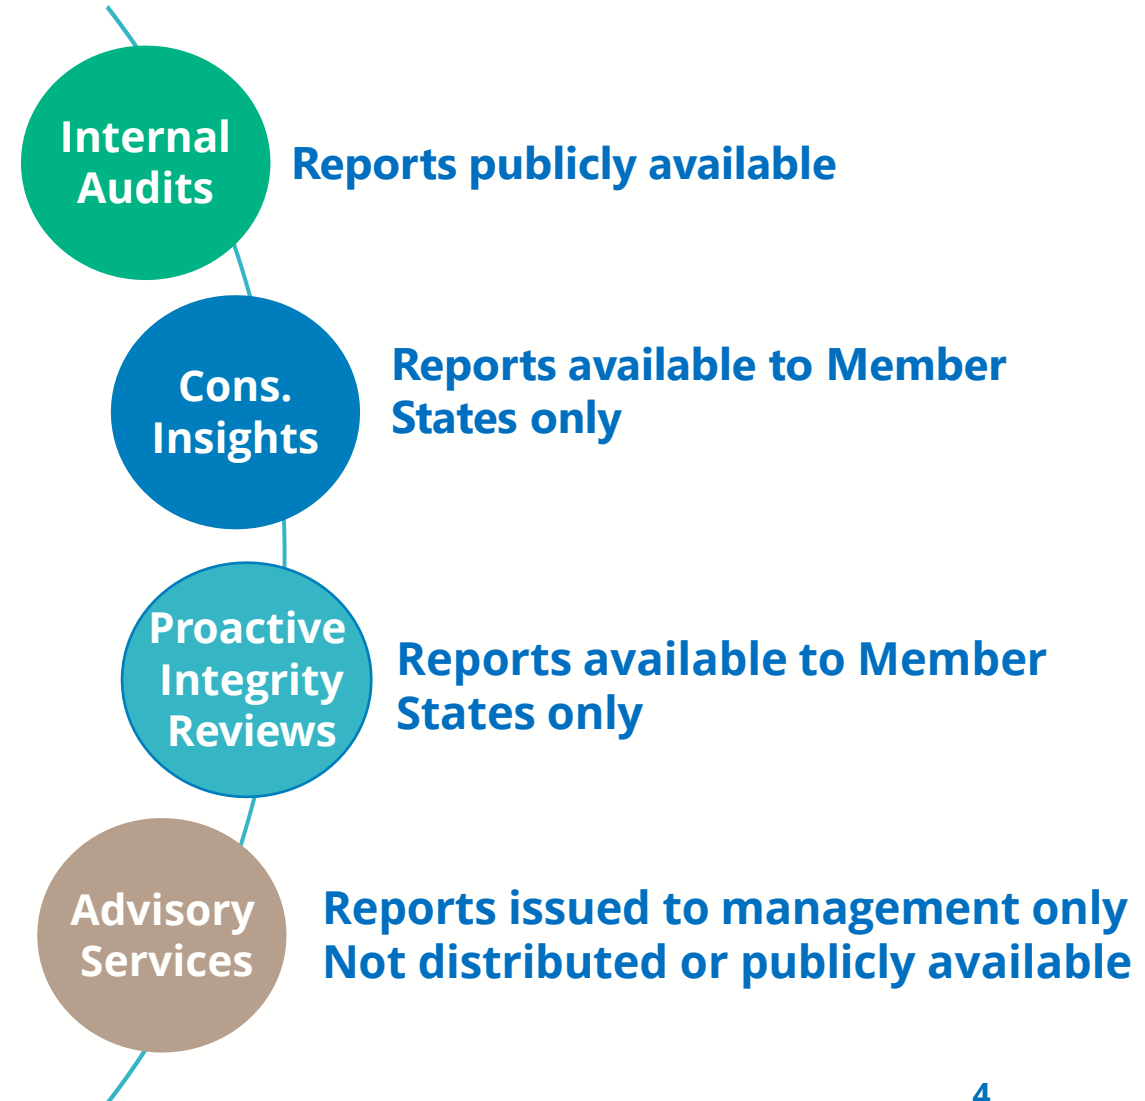 Internal
Audits
Reports publicly available
Cons.
Insights
Reports available to Member
States only
Proactive
Integrity
Reviews
Reports available to Member
States only
Advisory
Services
Reports issued to management only
Not distributed or publicly available
4